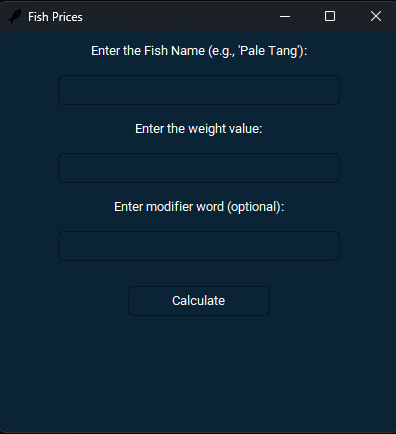 Fish Prices
Enter the Fish Name (e.g., 'Pale Tang'):
Enter the weight value:
Enter modifier word (optional):
Calculate